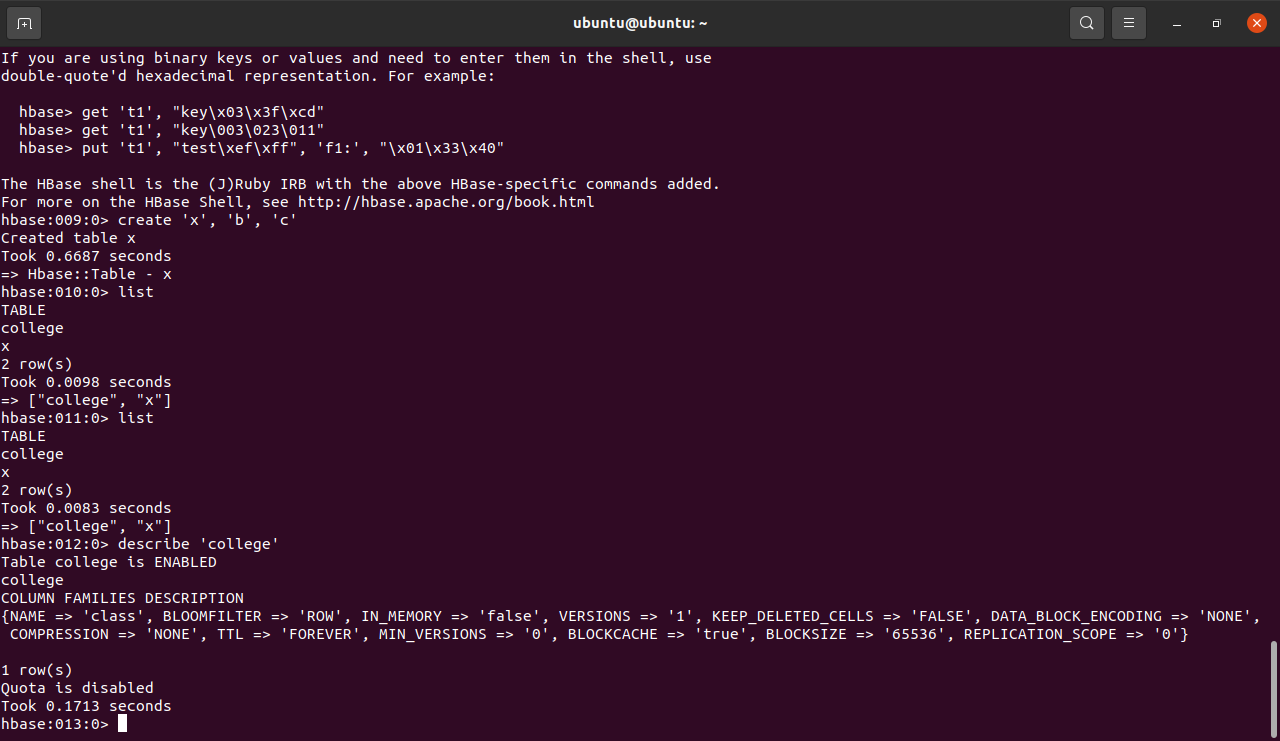 ubuntu@ubuntu: ~
If you are using binary keys or values and need to enter them in the shell, use
double-quote'd hexadecimal representation. For example:

  hbase> get 't1', "key\x03\x3f\xcd"
  hbase> get 't1', "key\003\023\011"
  hbase> put 't1', "test\xef\xff", 'f1:', "\x01\x33\x40"

The HBase shell is the (J)Ruby IRB with the above HBase-specific commands added.
For more on the HBase Shell, see http://hbase.apache.org/book.html
hbase:009:0> create 'x', 'b', 'c'
Created table x
Took 0.6687 seconds
=> Hbase::Table - x
hbase:010:0> list
TABLE
college
x
2 row(s)
Took 0.0098 seconds
=> ["college", "x"]
hbase:011:0> list
TABLE
college
x
2 row(s)
Took 0.0083 seconds
=> ["college", "x"]
hbase:012:0> describe 'college'
Table college is ENABLED
college
COLUMN FAMILIES DESCRIPTION
{NAME => 'class', BLOOMFILTER => 'ROW', IN_MEMORY => 'false', VERSIONS => '1', KEEP_DELETED_CELLS => 'FALSE', DATA_BLOCK_ENCODING => 'NONE',
 COMPRESSION => 'NONE', TTL => 'FOREVER', MIN_VERSIONS => '0', BLOCKCACHE => 'true', BLOCKSIZE => '65536', REPLICATION_SCOPE => '0'}

1 row(s)
Quota is disabled
Took 0.1713 seconds
hbase:013:0>